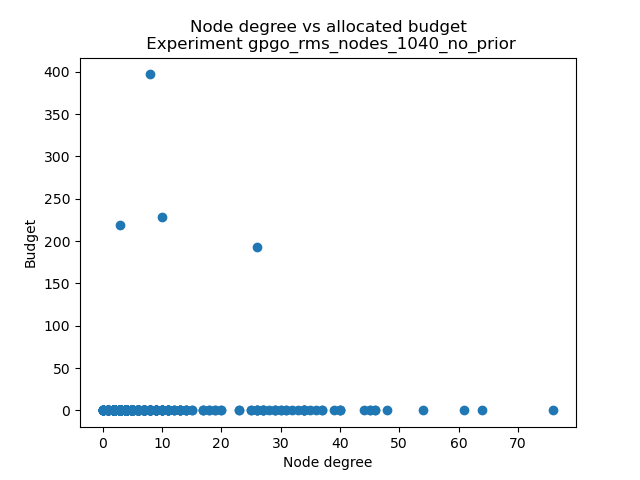 Node degree vs allocated budget
Experiment gpgo_rms_nodes_1040_no_prior
400
350
300
250
200
150
100
50
0
Budget
0 10 20 30 40 50 60 70
Node degree